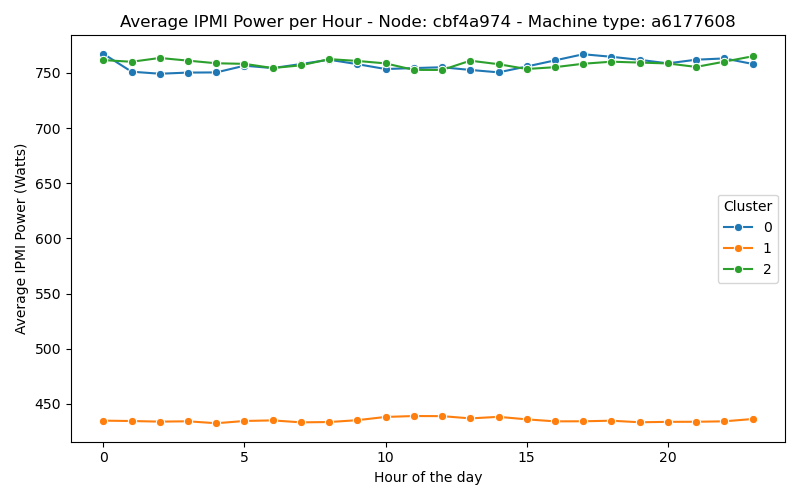 Average IPMI Power per Hour - Node: cbf4a974 - Machine type: a6177608
Average IPMI Power (Watts)
750
700
650
600
550
500
450
Cluster
0
1
2
0 5 10 15 20
Hour of the day